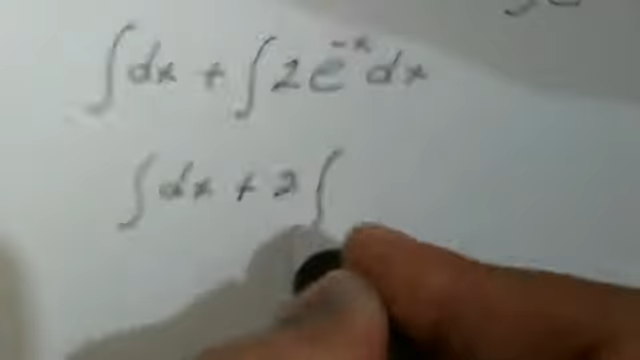 ∫dx + ∫2e^-x dx
∫dx + 2∫